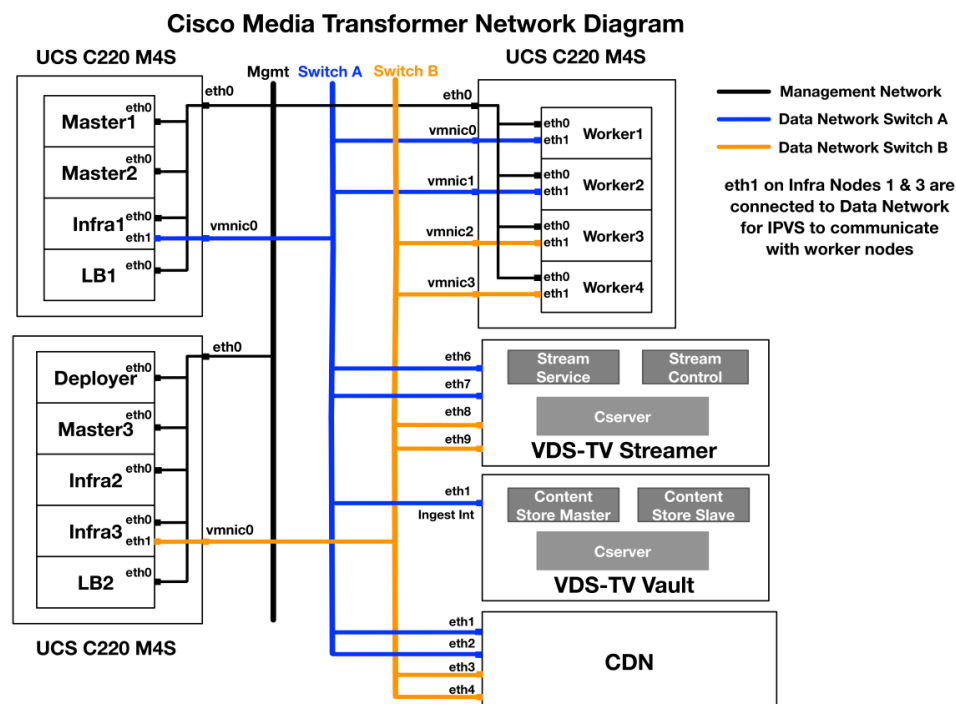 Cisco Media Transformer Network Diagram
UCS C220 M4S
Mgmt
Switch A
Switch B
UCS C220 M4S
eth0
eth0
Master1
eth0
Master2
eth0
Infra1
eth0
eth1
LB1
eth0
vmnic0
vmnic0
vmnic1
vmnic2
vmnic3
eth0
eth1
Worker1
eth0
eth1
Worker2
eth0
eth1
Worker3
eth0
eth1
Worker4
Management Network
Data Network Switch A
Data Network Switch B
eth1 on Infra Nodes 1 & 3 are
connected to Data Network
for IPVS to communicate
with worker nodes
eth0
Deployer
eth0
Master3
eth0
Infra2
eth0
Infra3
eth0
eth1
LB2
eth0
vmnic0
UCS C220 M4S
eth6
eth7
eth8
eth9
Stream
Service
Stream
Control
Cserver
VDS-TV Streamer
eth1
Ingest Int
Content
Store Master
Content
Store Slave
Cserver
VDS-TV Vault
eth1
eth2
eth3
eth4
CDN